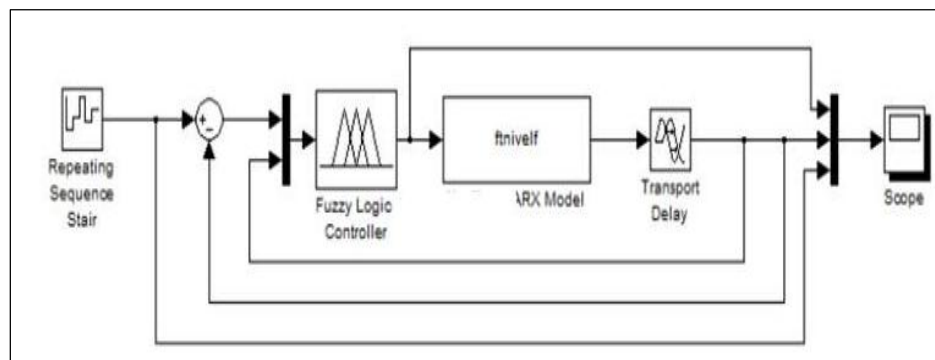 Repeating
Sequence
Stair
+
-
Fuzzy Logic
Controller
ftnivelf
ARX Model
Transport
Delay
Scope